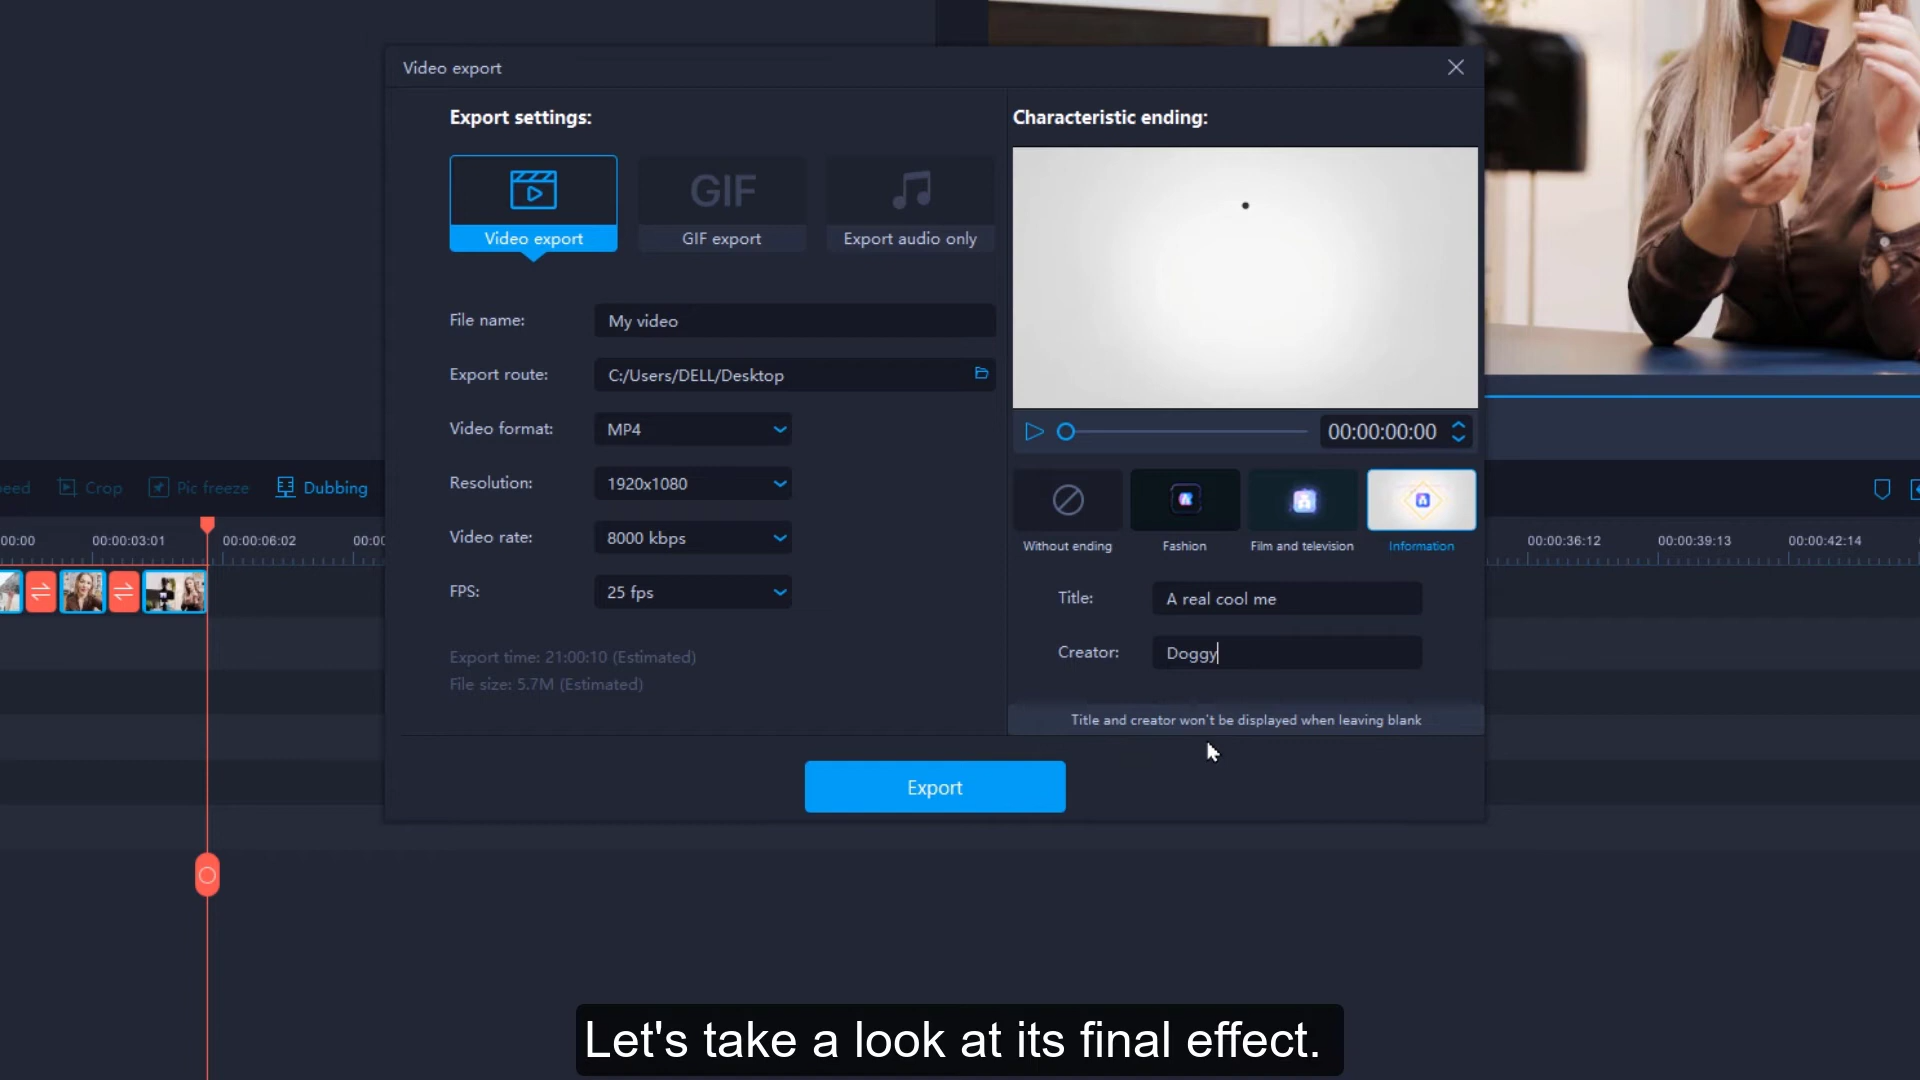 Video export
Export settings:
Characteristic ending:
GIF
Video export
GIF export
Export audio only
File name:
My video
Export route:
C:/Users/DELL/Desktop
Video format:
MP4
00:00:00:00
Resolution:
1920x1080
Video rate:
8000 kbps
FPS:
25 fps
Export time: 21:00:10 (Estimated)
File size: 5.7M (Estimated)
Without ending
Fashion
Film and television
Information
Title:
A real cool me
Creator:
Doggy
Title and creator won't be displayed when leaving blank
Export
eed
Crop
Pic freeze
Dubbing
00:00
00:00:03:01
00:00:06:02
00:00
00:00:36:12
00:00:39:13
00:00:42:14
Let's take a look at its final effect.